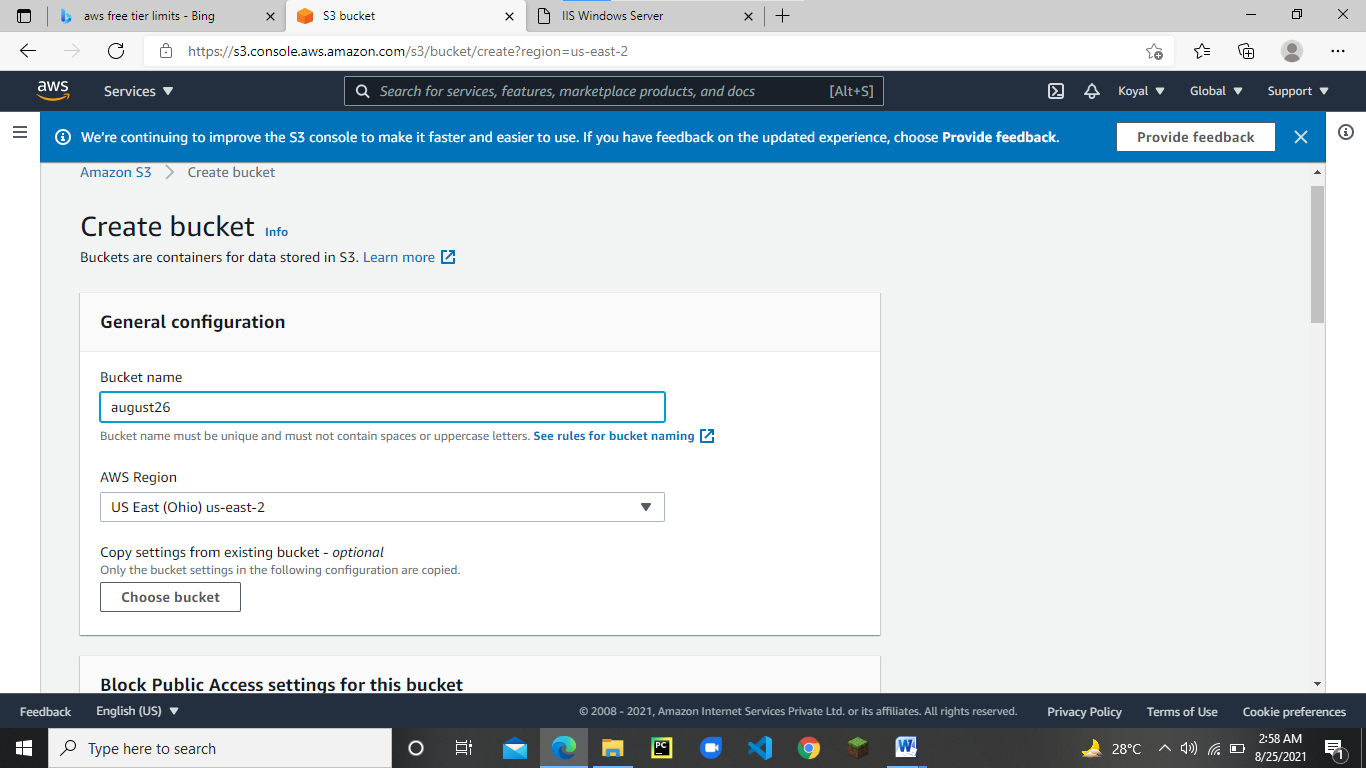 aws free tier limits - Bing
S3 bucket
IIS Windows Server
https://s3.console.aws.amazon.com/s3/bucket/create?region=us-east-2
aws
Services
Search for services, features, marketplace products, and docs
[Alt+S]
Koyal
Global
Support
We're continuing to improve the S3 console to make it faster and easier to use. If you have feedback on the updated experience, choose Provide feedback.
Provide feedback
Amazon S3
Create bucket
Create bucket Info
Buckets are containers for data stored in S3. Learn more
General configuration
Bucket name
august26
Bucket name must be unique and must not contain spaces or uppercase letters. See rules for bucket naming
AWS Region
US East (Ohio) us-east-2
Copy settings from existing bucket - optional
Only the bucket settings in the following configuration are copied.
Choose bucket
Block Public Access settings for this bucket
Feedback
English (US)
© 2008 - 2021, Amazon Internet Services Private Ltd. or its affiliates. All rights reserved.
Privacy Policy
Terms of Use
Cookie preferences
Type here to search
PC
W
28°C
2:58 AM
8/25/2021
1